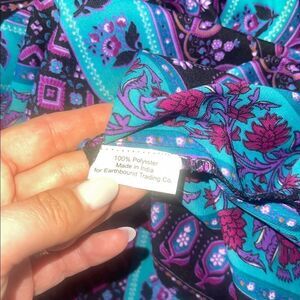 100% Polyester
Made in India
for Earthbound Trading Co.